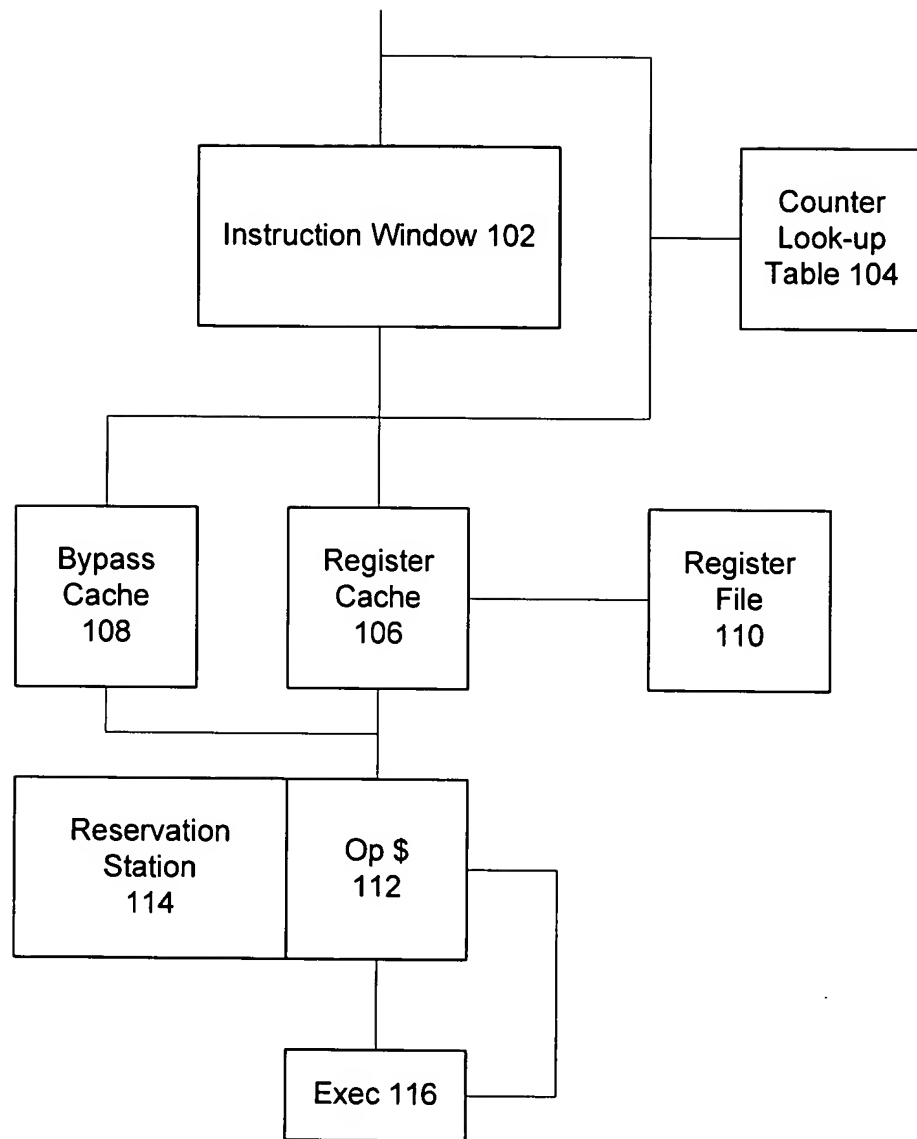 Instruction Window 102
Counter
Look-up
Table 104
Bypass
Cache
108
Register
Cache
106
Register
File
110
Reservation
Station
114
Op $
112
Exec 116